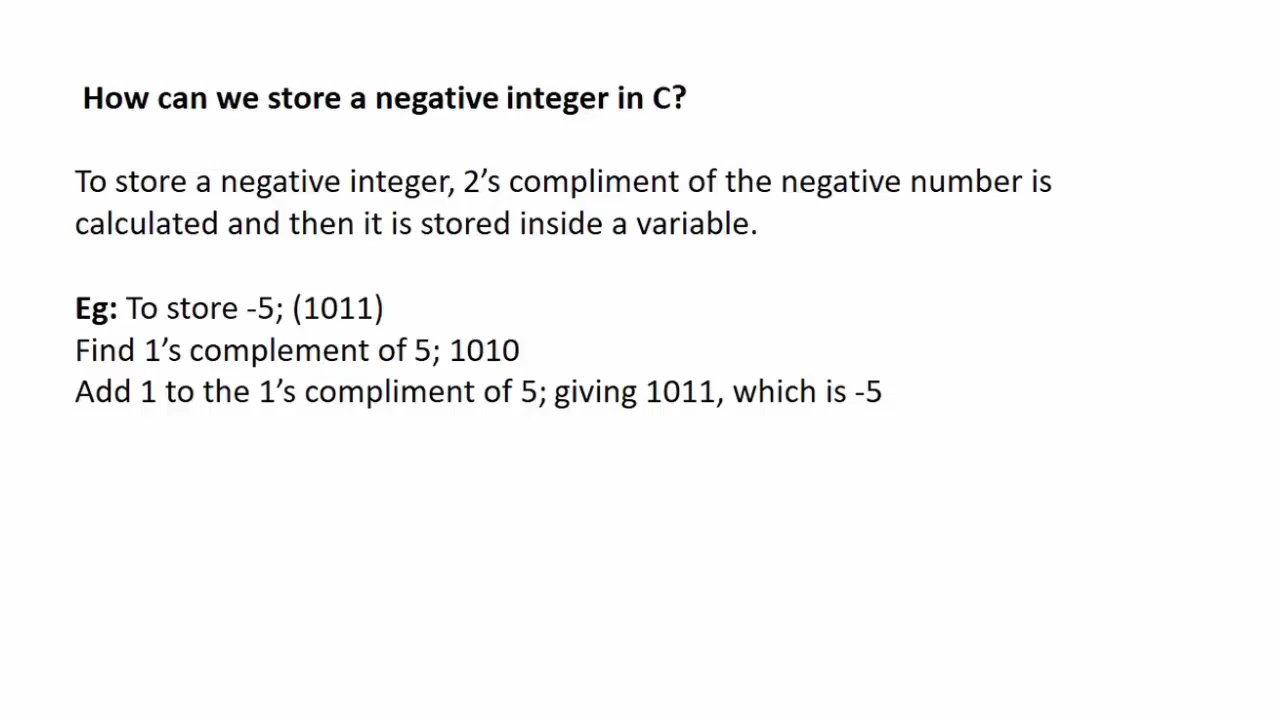 How can we store a negative integer in C?
To store a negative integer, 2’s compliment of the negative number is
calculated and then it is stored inside a variable.
Eg: To store -5; (1011)
Find 1’s complement of 5; 1010
Add 1 to the 1’s compliment of 5; giving 1011, which is -5